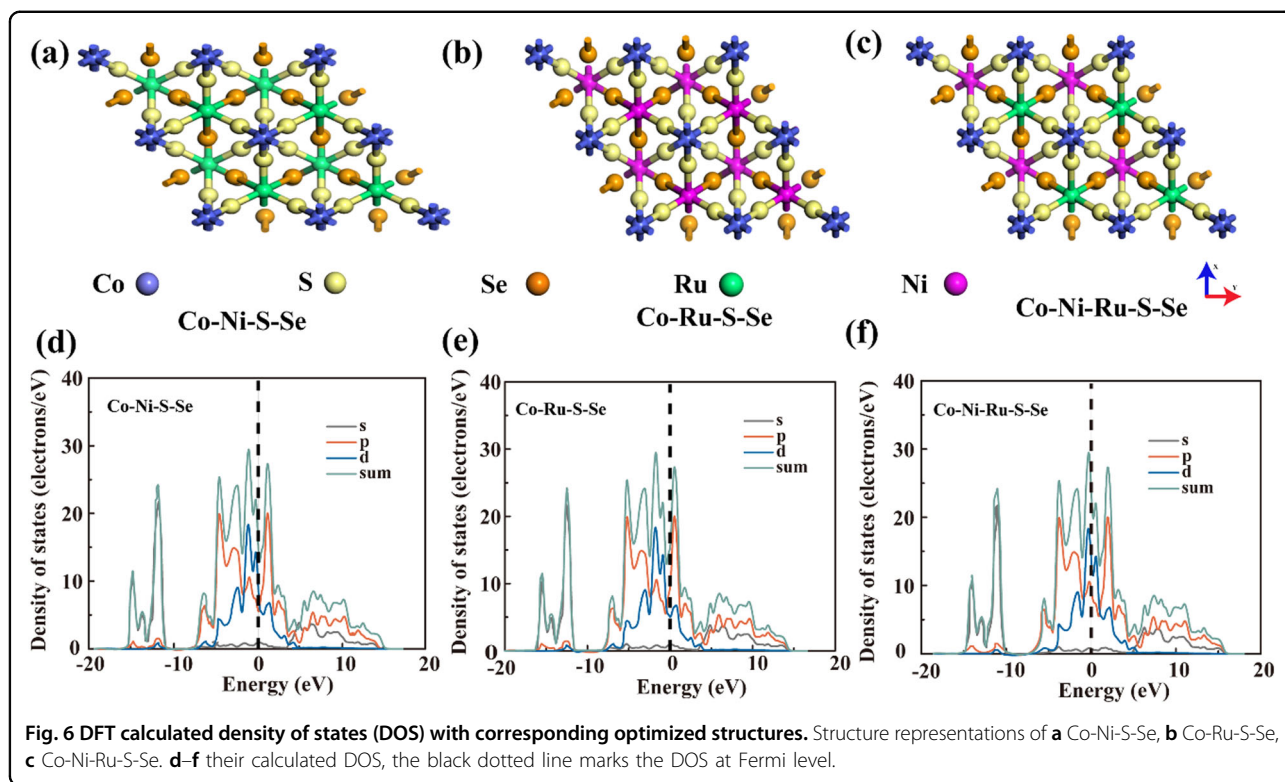 (a)
(b)
(c)
Co
S
Se
Ru
Ni
X
Y
Co-Ni-S-Se
Co-Ru-S-Se
Co-Ni-Ru-S-Se
(d)
(e)
(f)
Density of states (electrons/eV)
40
30
20
10
0
-20
-10
0
10
20
Energy (eV)
Co-Ni-S-Se
s
p
d
sum
Density of states (electrons/eV)
40
30
20
10
0
-20
-10
0
10
20
Energy (eV)
Co-Ru-S-Se
s
p
d
sum
Density of states (electrons/eV)
40
30
20
10
0
-20
-10
0
10
20
Energy (eV)
Co-Ni-Ru-S-Se
s
p
d
sum
Fig. 6 DFT calculated density of states (DOS) with corresponding optimized structures. Structure representations of a Co-Ni-S-Se, b Co-Ru-S-Se,
c Co-Ni-Ru-S-Se. d–f their calculated DOS, the black dotted line marks the DOS at Fermi level.